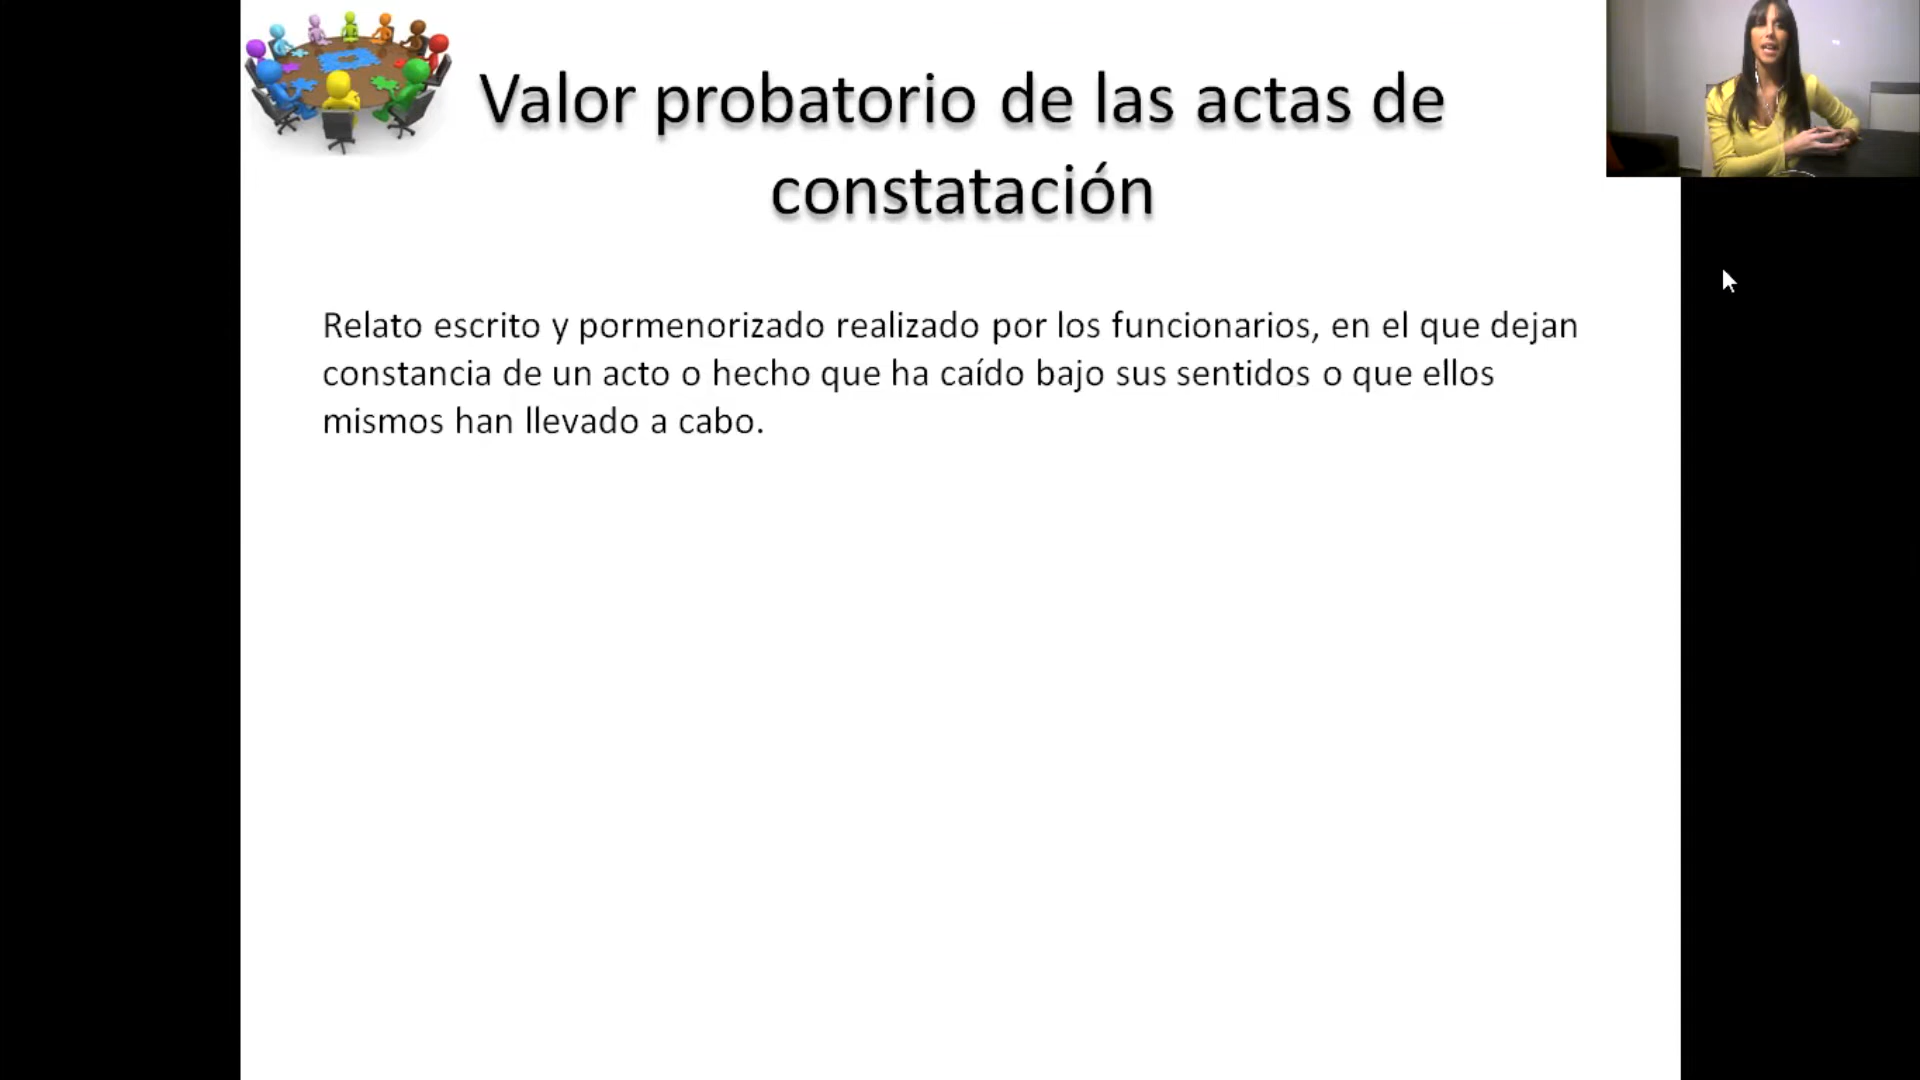 Valor probatorio de las actas de
constatación
Relato escrito y pormenorizado realizado por los funcionarios, en el que dejan
constancia de un acto o hecho que ha caído bajo sus sentidos o que ellos
mismos han llevado a cabo.